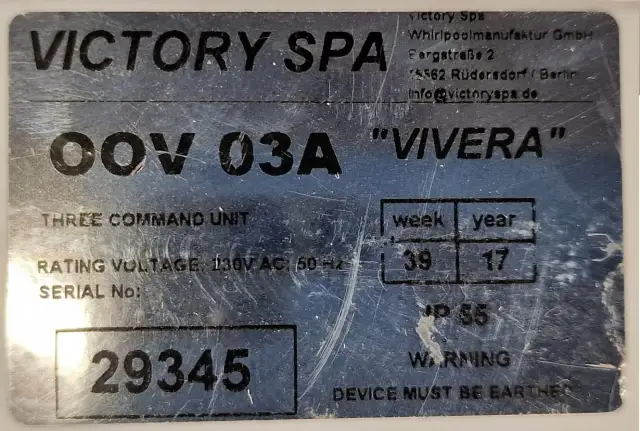 VICTORY SPA
Victory Spa
Whirlpoolmanufaktur GmbH
Bergstraße 2
15562 Rüdersdorf / Berlin
info@victoryspa.de
OOV 03A "VIVERA"
THREE COMMAND UNIT
week year
39 17
RATING VOLTAGE: 230V AC; 50 Hz
SERIAL No:
29345
IP 55
WARNING
DEVICE MUST BE EARTHED